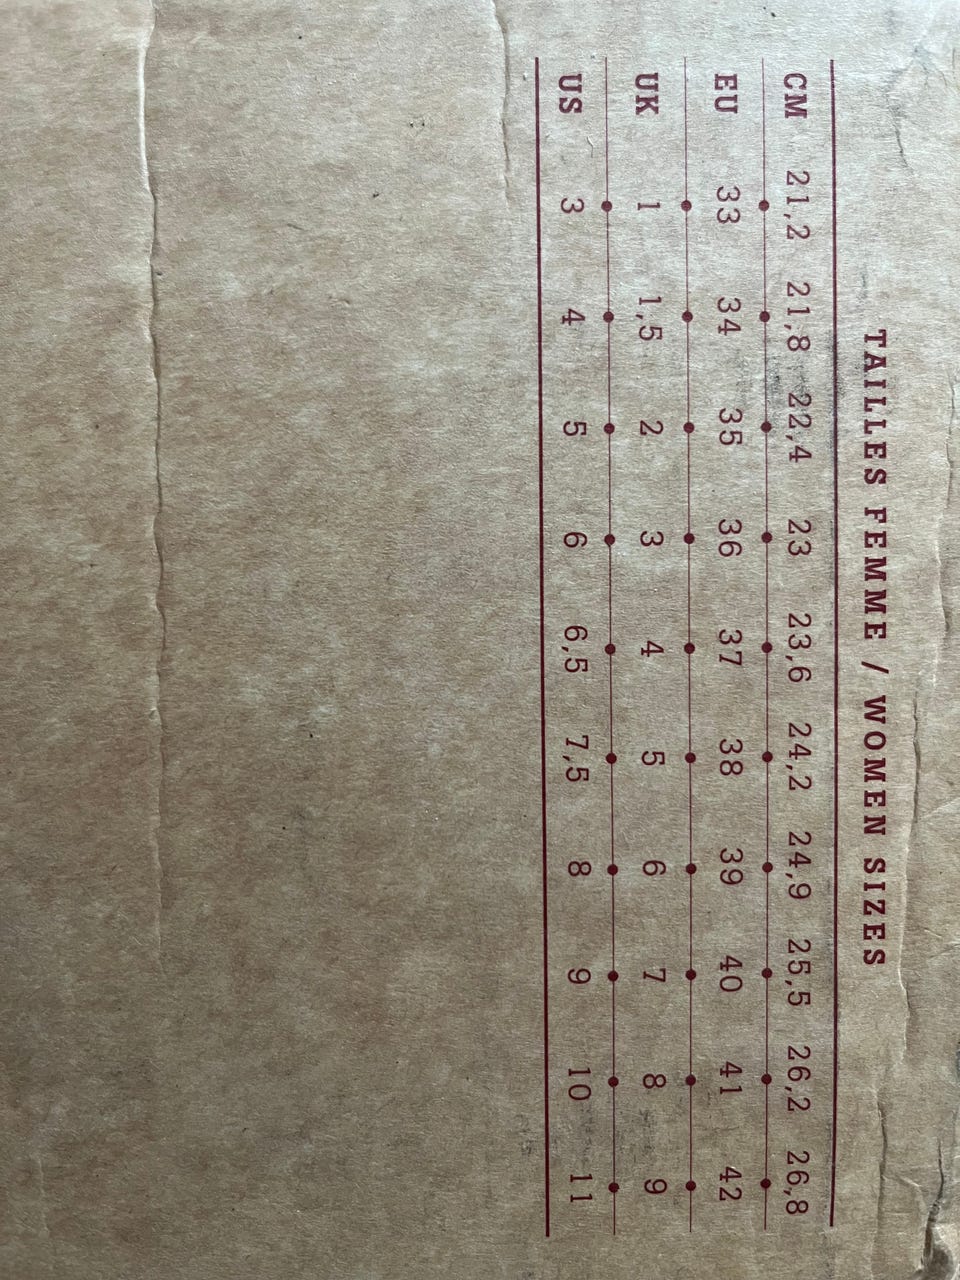 TAILLES FEMME / WOMEN SIZES
CM 21,2 21,8 22,4 23 23,6 24,2 24,9 25,5 26,2 26,8
EU 33 34 35 36 37 38 39 40 41 42
UK 1 1,5 2 3 4 5 6 7 8 9
US 3 4 5 6 6,5 7,5 8 9 10 11